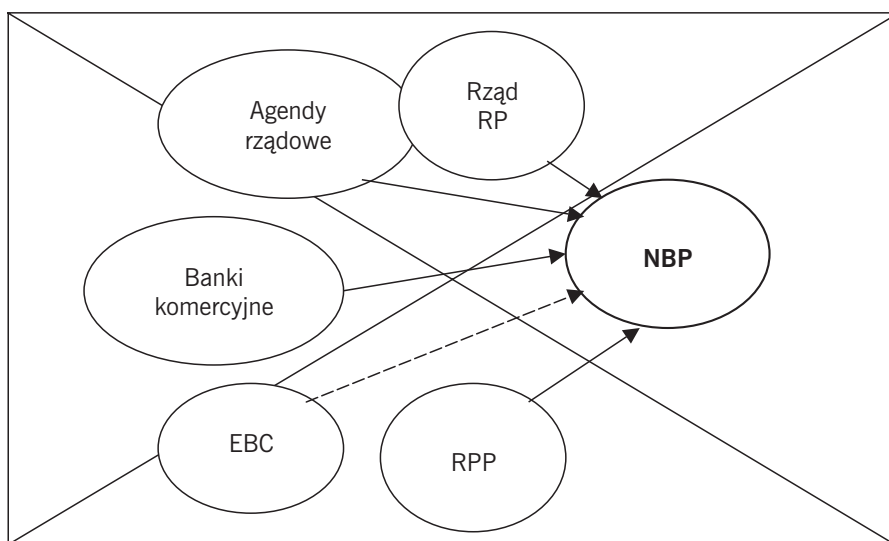 Agendy
rządowe
Rząd
RP
Banki
komercyjne
NBP
EBC
RPP